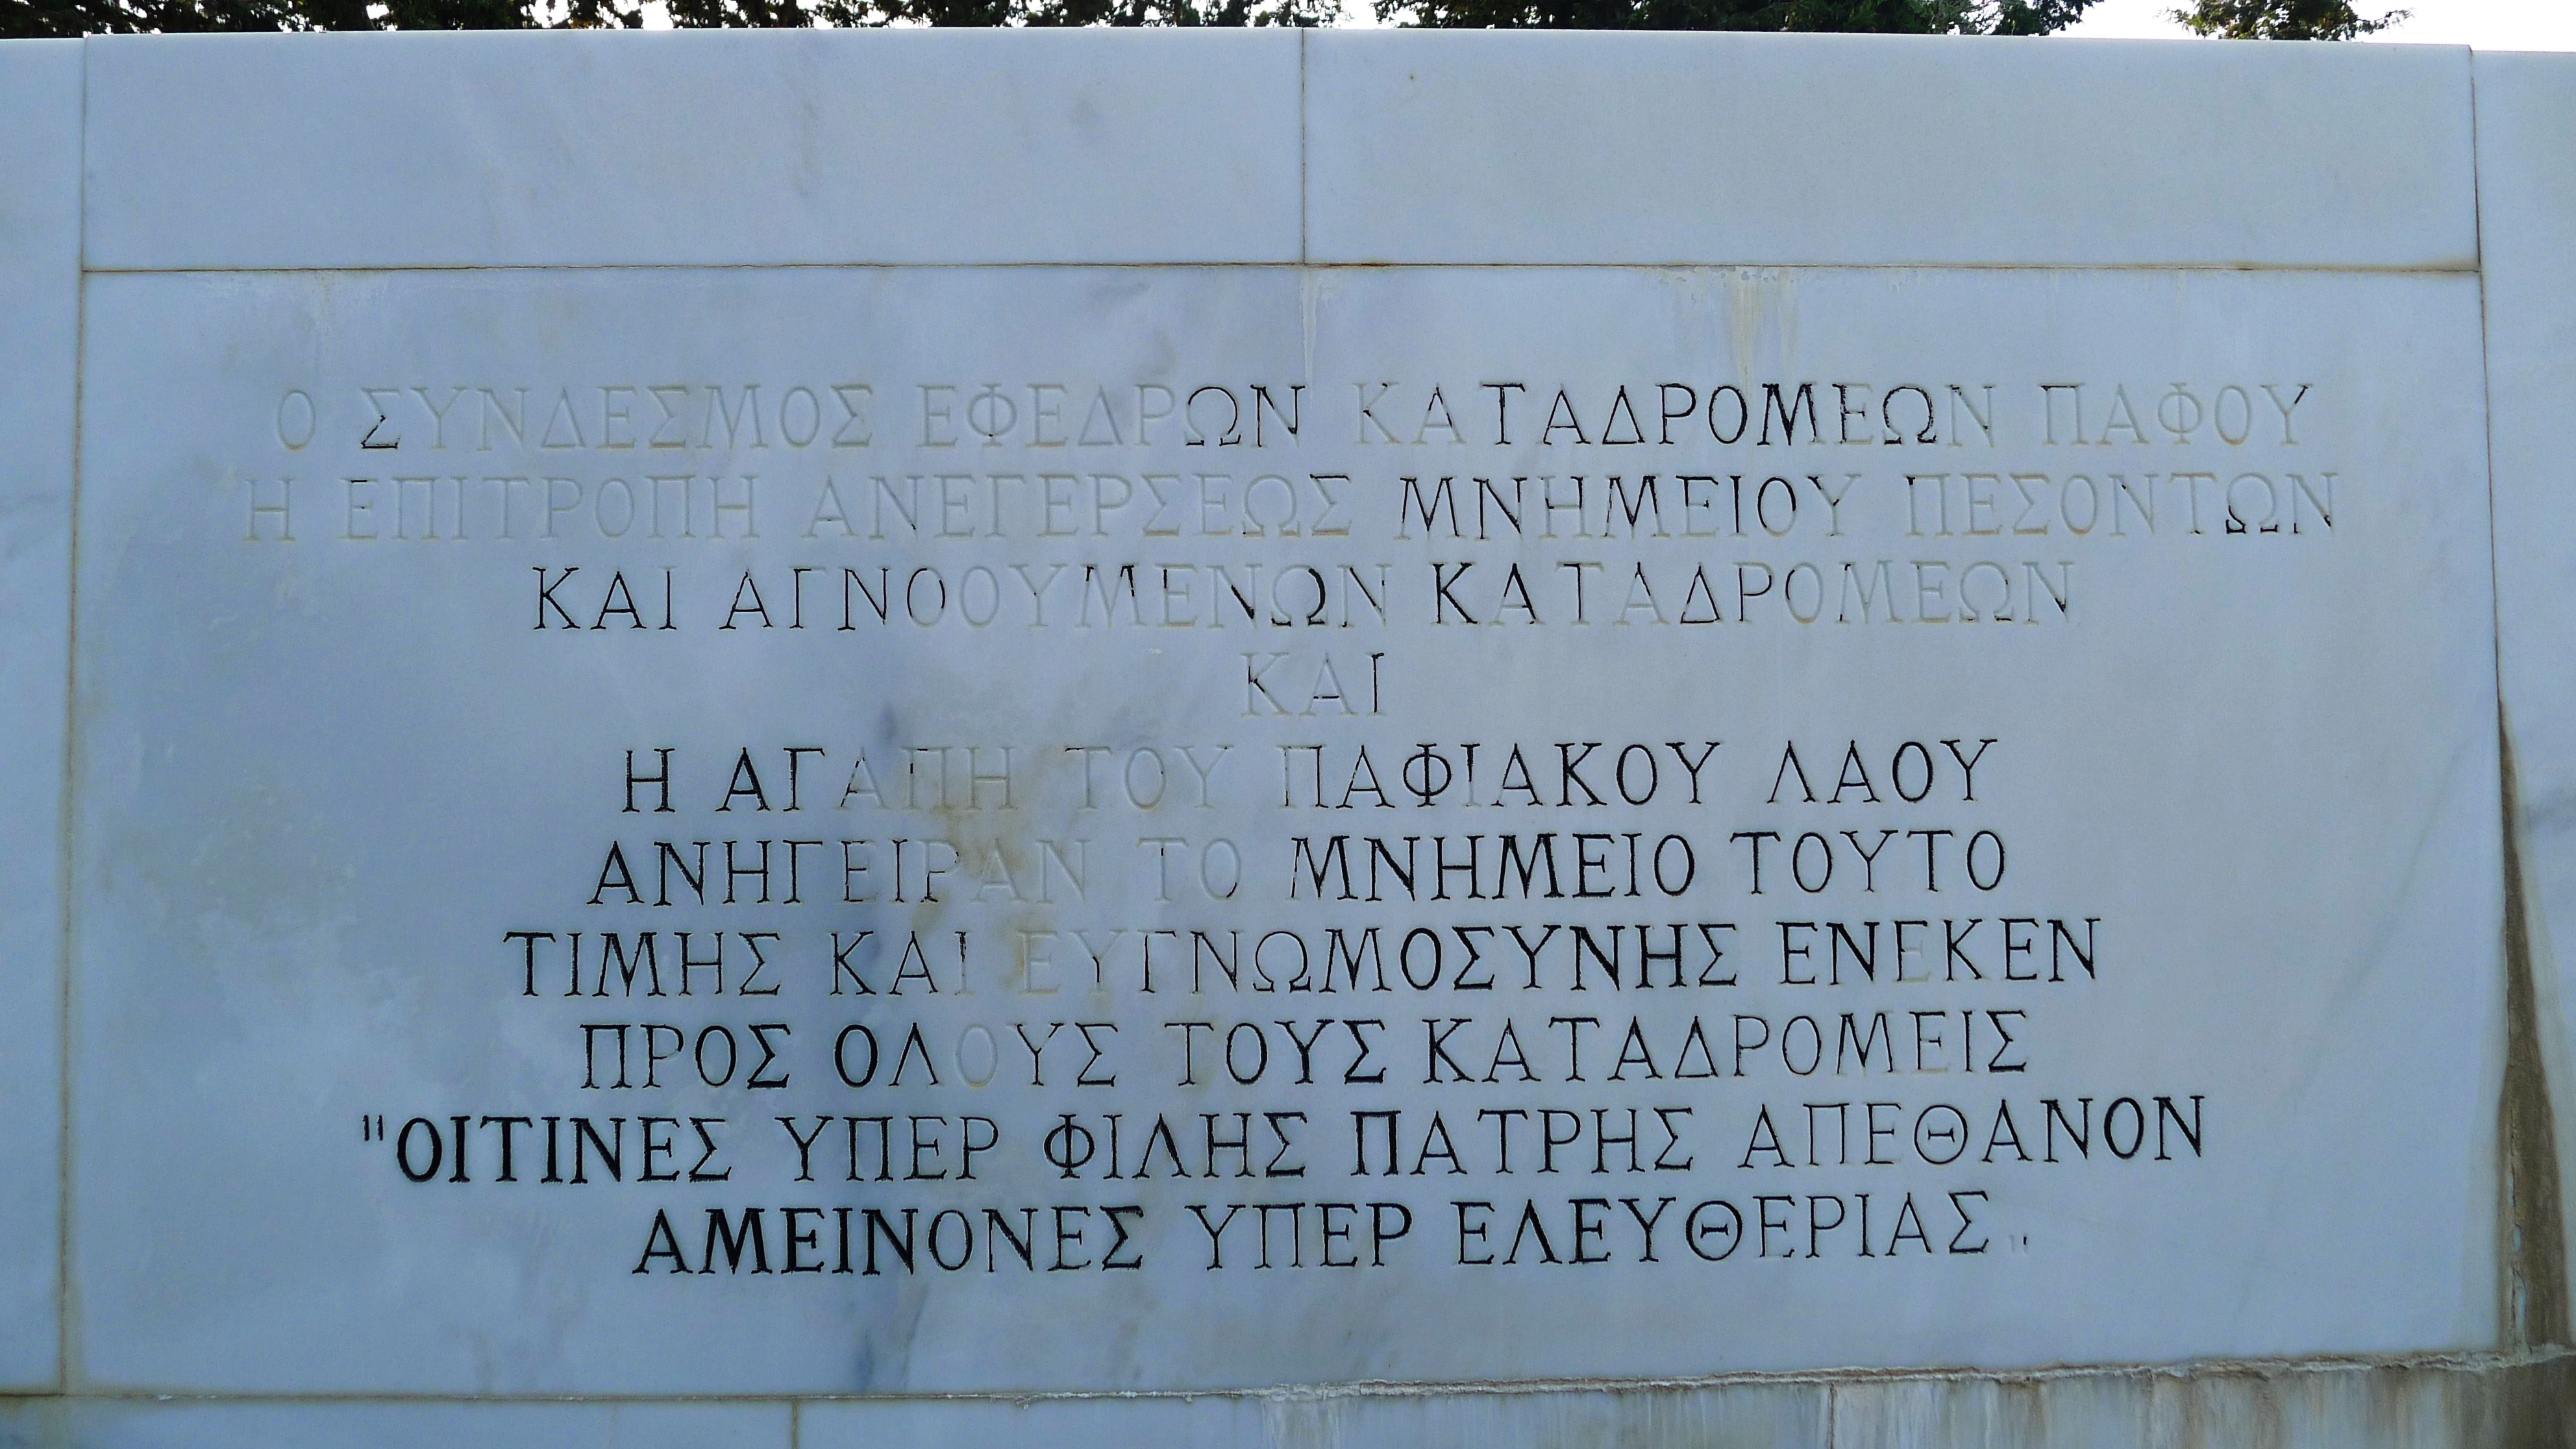 Ο ΣΥΝΔΕΣΜΟΣ ΕΦΕΔΡΩΝ ΚΑΤΑΔΡΟΜΕΩΝ ΠΑΦΟΥ
Η ΕΠΙΤΡΟΠΗ ΑΝΕΓΕΡΣΕΩΣ ΜΝΗΜΕΙΟΥ ΠΕΣΟΝΤΩΝ
ΚΑΙ ΑΓΝΟΟΥΜΕΝΩΝ ΚΑΤΑΔΡΟΜΕΩΝ
ΚΑΙ
Η ΑΓΑΠΗ ΤΟΥ ΠΑΦΙΑΚΟΥ ΛΑΟΥ
ΑΝΗΓΕΙΡΑΝ ΤΟ ΜΝΗΜΕΙΟ ΤΟΥΤΟ
ΤΙΜΗΣ ΚΑΙ ΕΥΓΝΩΜΟΣΥΝΗΣ ΕΝΕΚΕΝ
ΠΡΟΣ ΟΛΟΥΣ ΤΟΥΣ ΚΑΤΑΔΡΟΜΕΙΣ
"ΟΙΤΙΝΕΣ ΥΠΕΡ ΦΙΛΗΣ ΠΑΤΡΗΣ ΑΠΕΘΑΝΟΝ
ΑΜΕΙΝΟΝΕΣ ΥΠΕΡ ΕΛΕΥΘΕΡΙΑΣ"